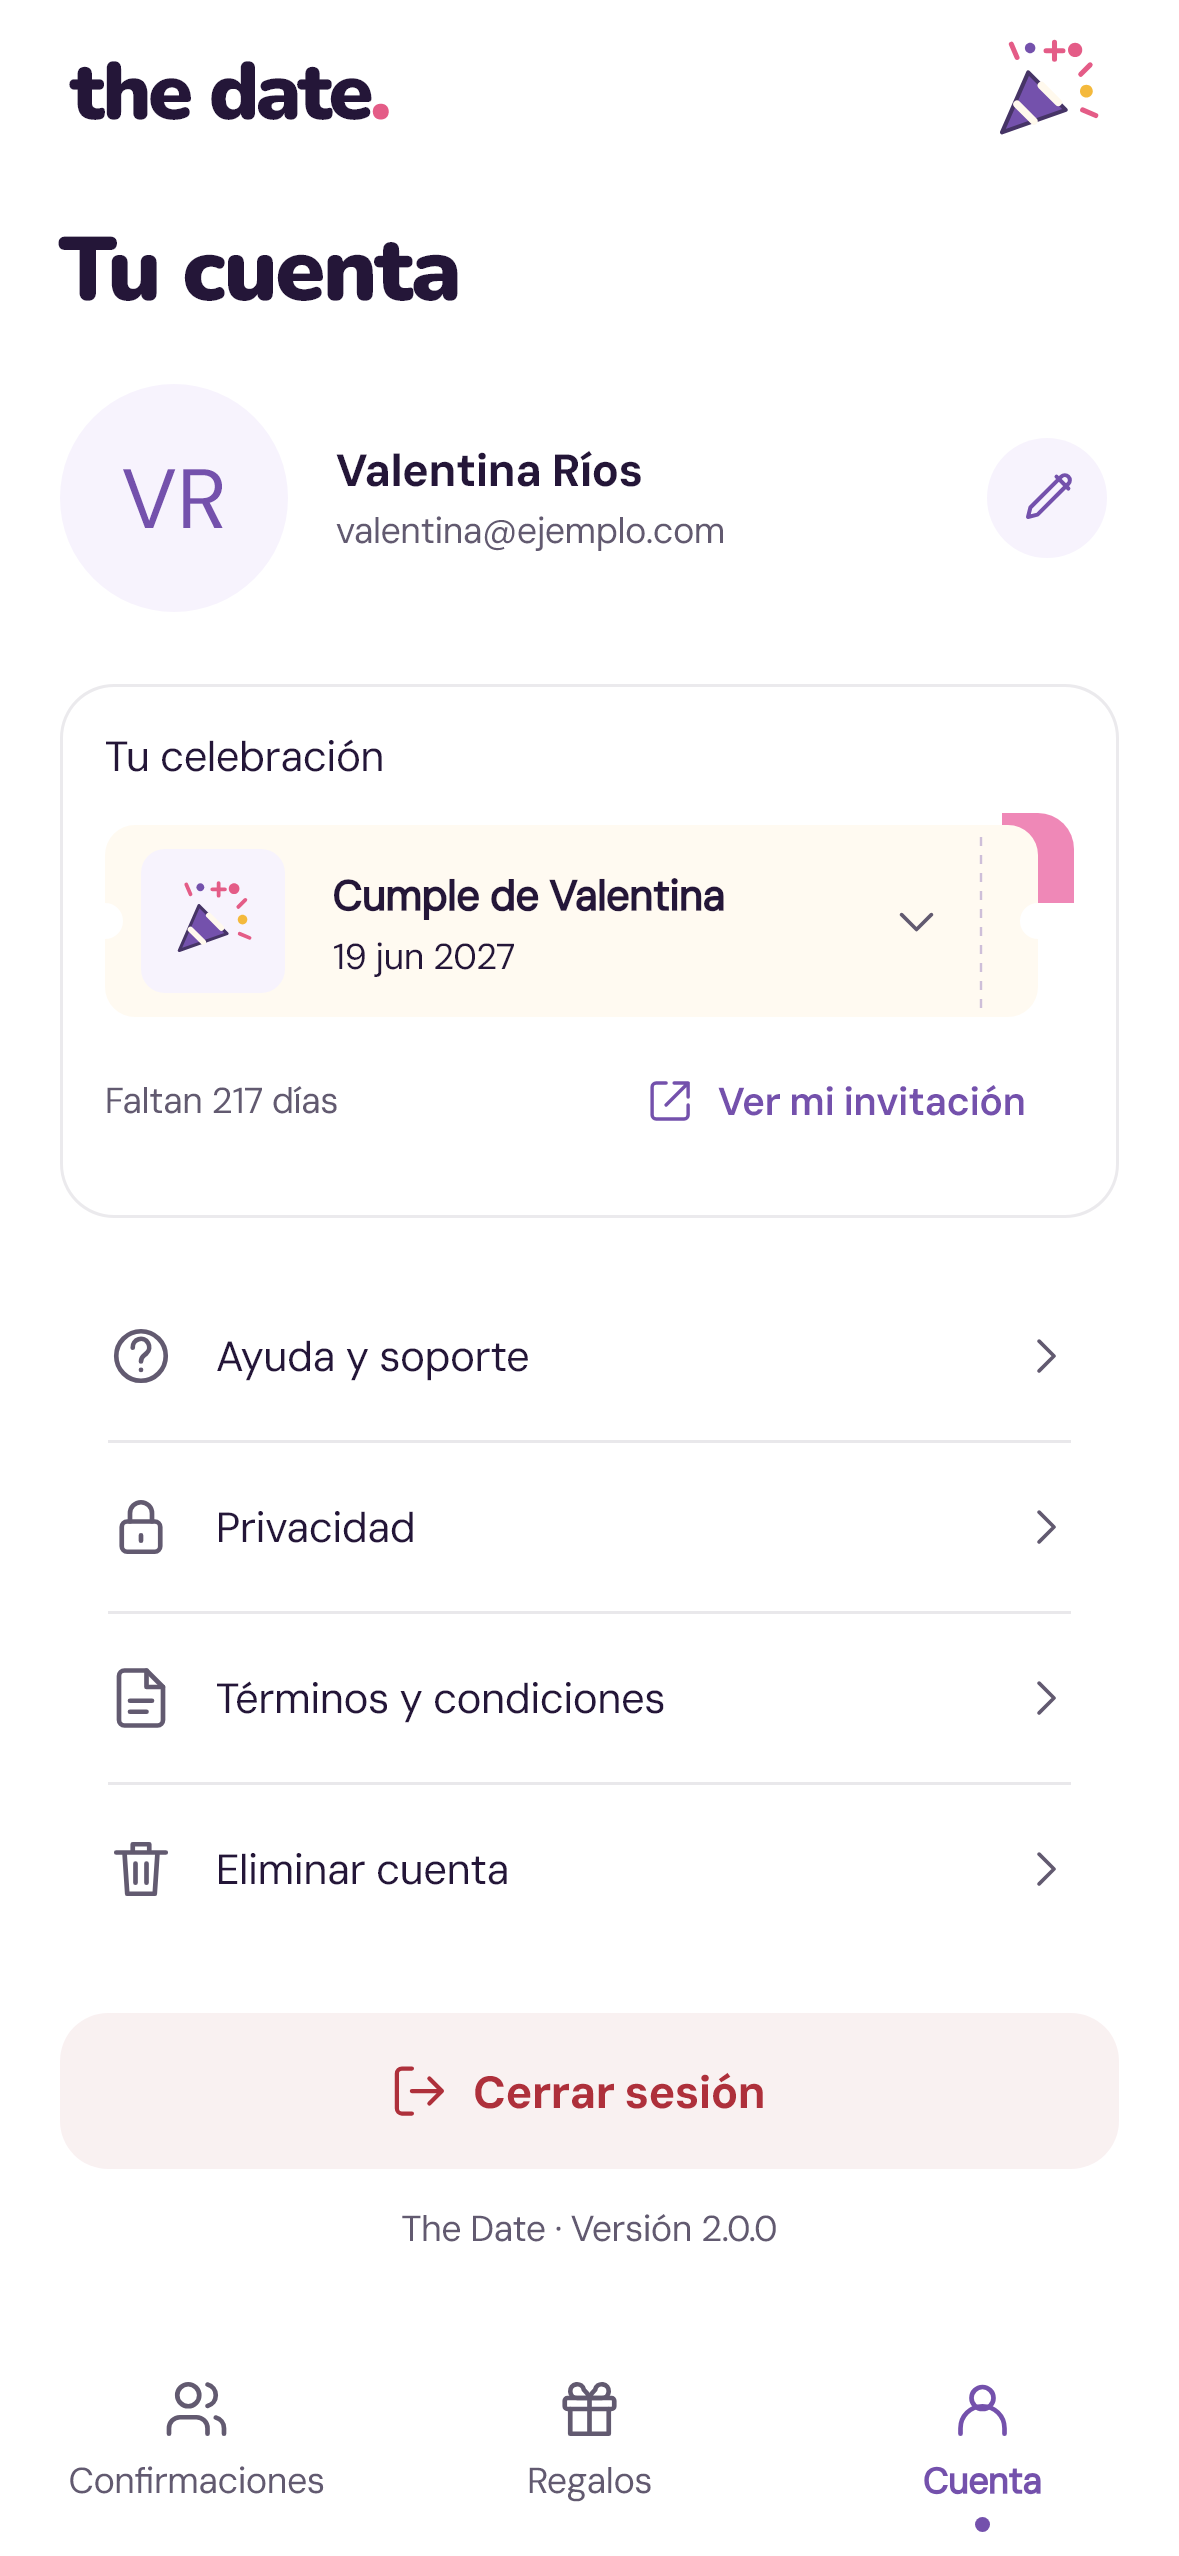 the date.
Tu cuenta
VR
Valentina Ríos
valentina@ejemplo.com
Tu celebración
Cumple de Valentina
19 jun 2027
Faltan 217 días
Ver mi invitación
Ayuda y soporte
Privacidad
Términos y condiciones
Eliminar cuenta
Cerrar sesión
The Date · Versión 2.0.0
Confirmaciones
Regalos
Cuenta